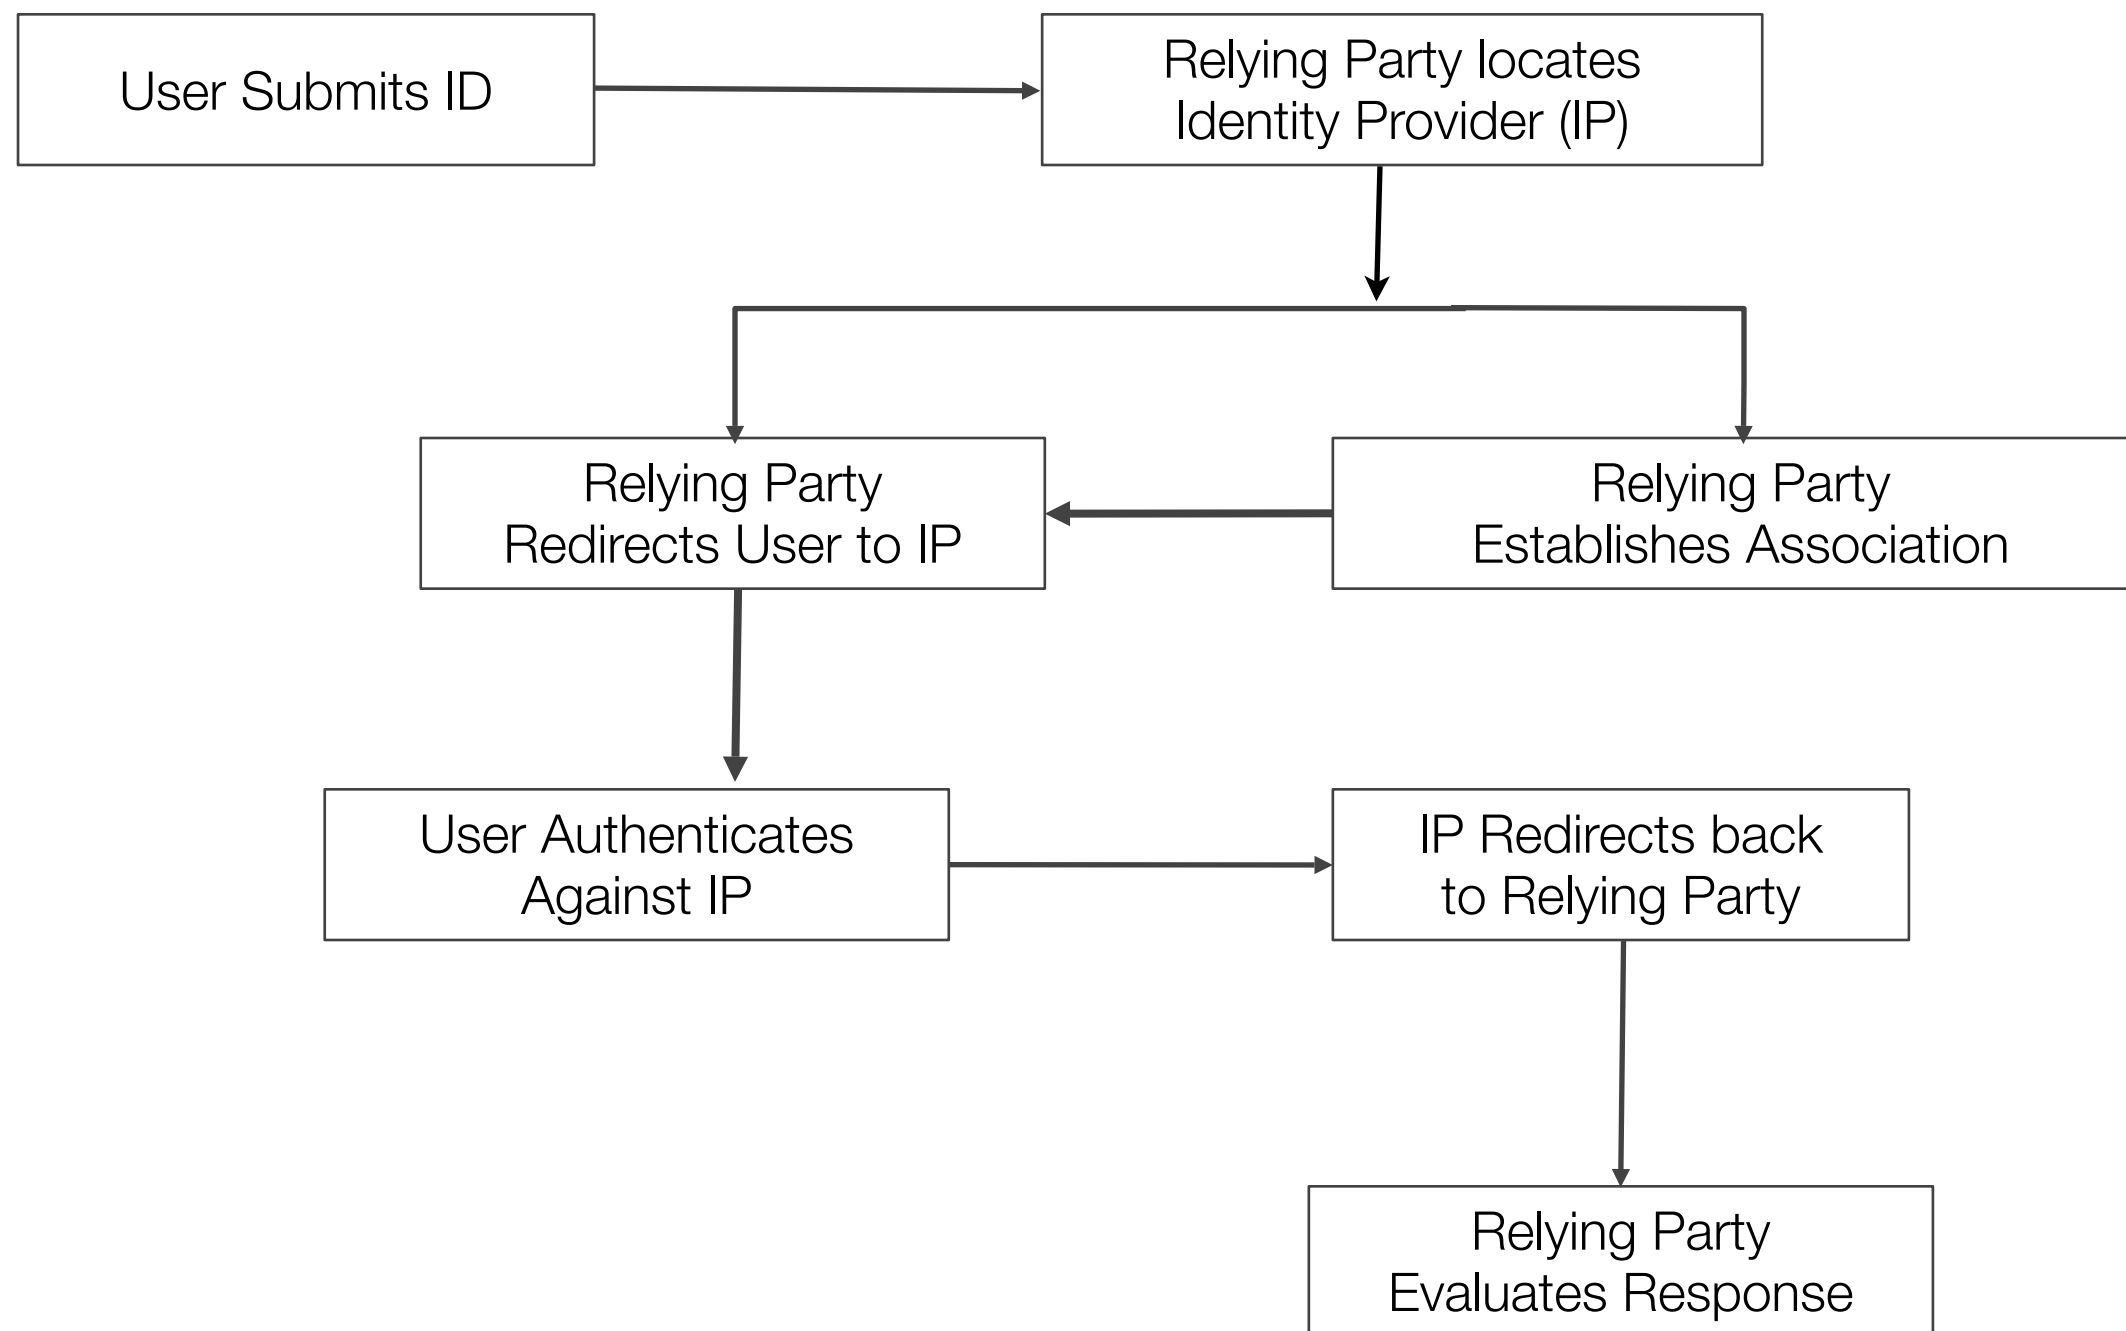 User Submits ID
Relying Party locates
Identity Provider (IP)
Relying Party
Redirects User to IP
Relying Party
Establishes Association
User Authenticates
Against IP
IP Redirects back
to Relying Party
Relying Party
Evaluates Response